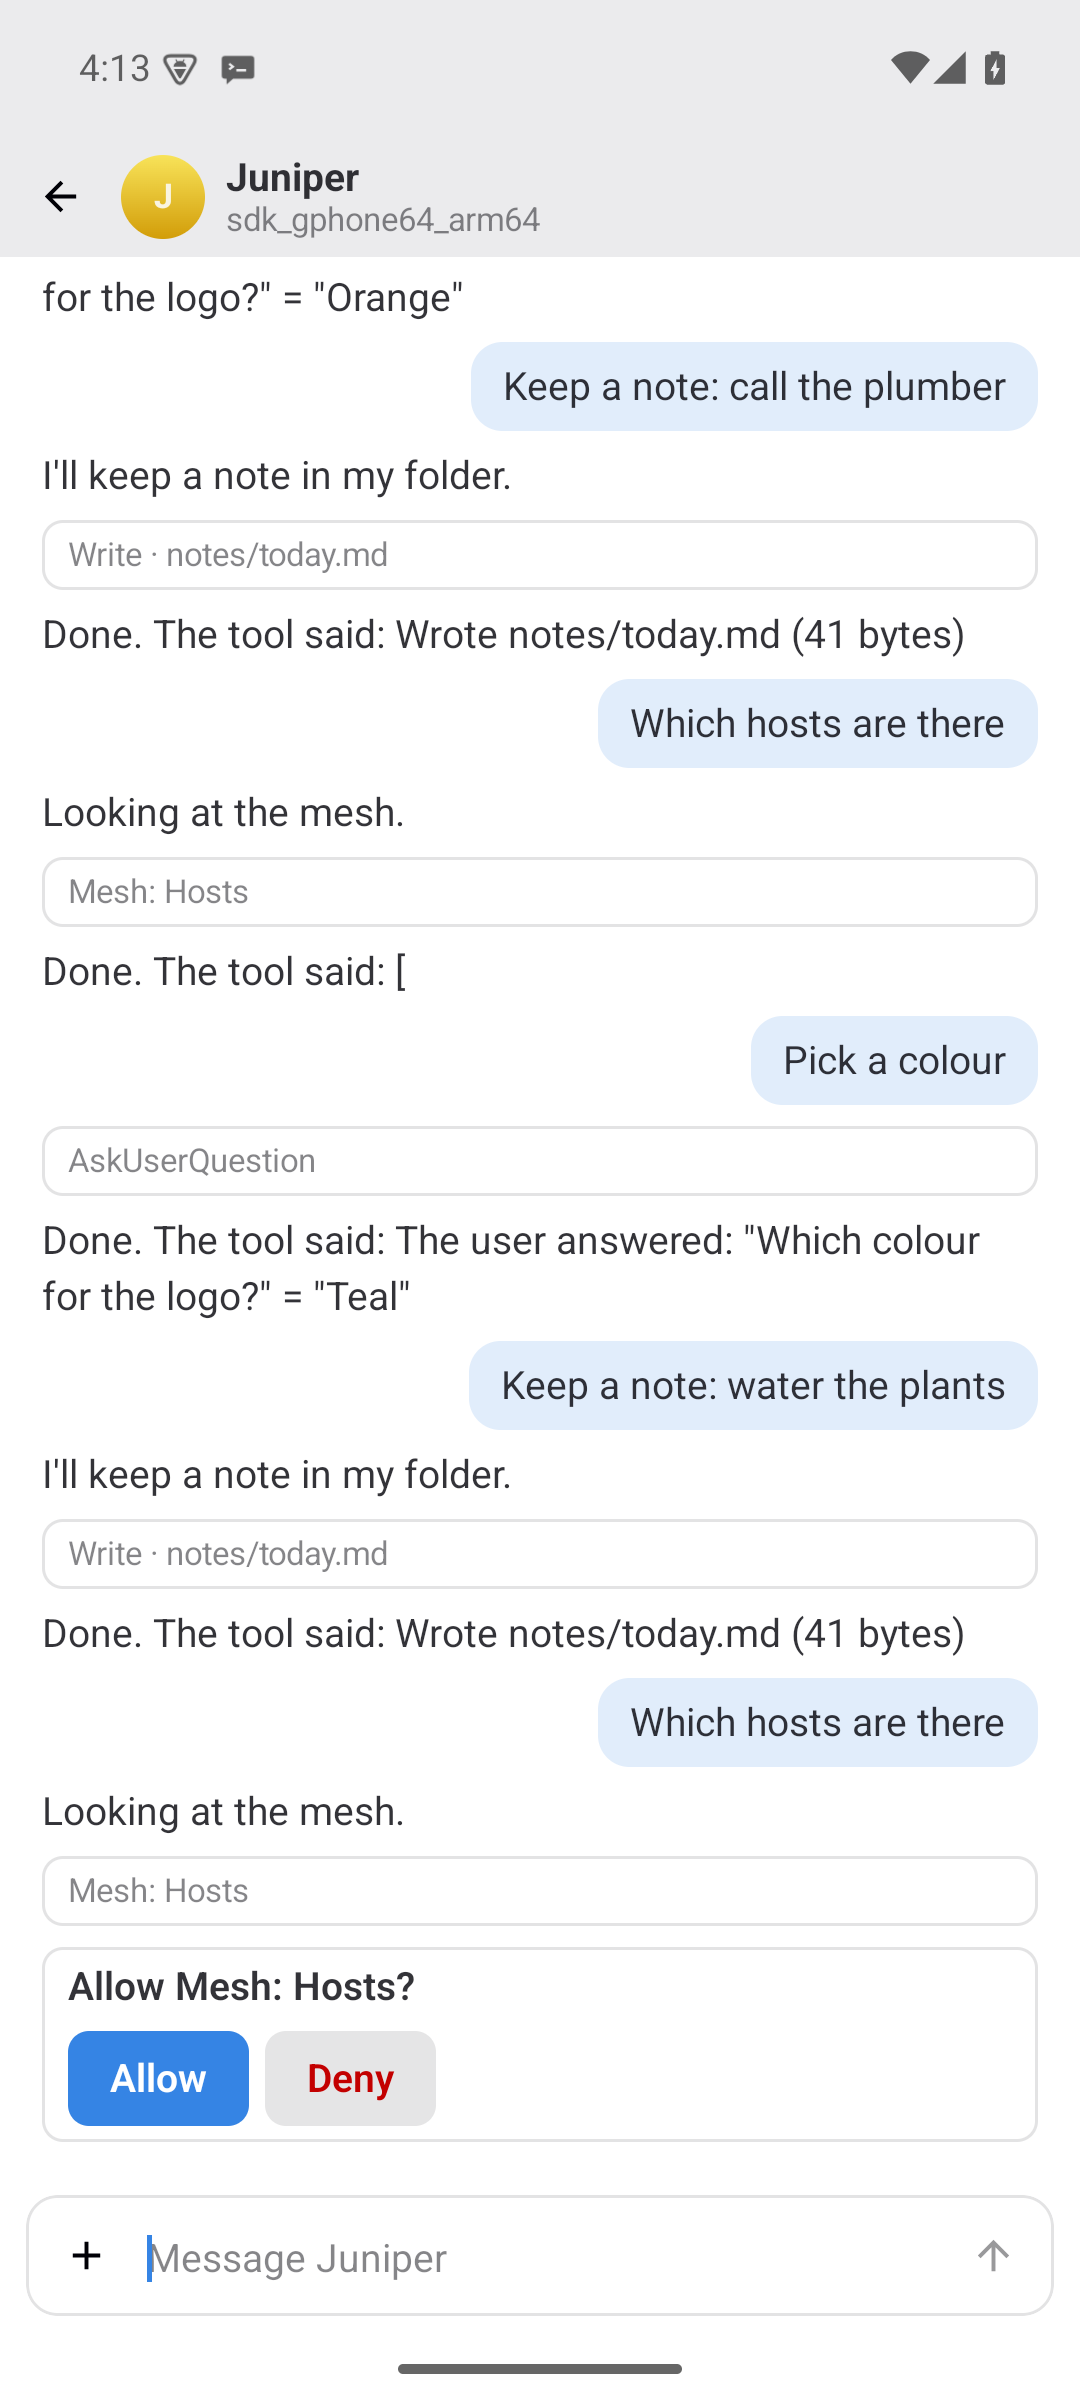 4:13
J
Juniper
sdk_gphone64_arm64
for the logo?" = "Orange"
Keep a note: call the plumber
I'll keep a note in my folder.
Write · notes/today.md
Done. The tool said: Wrote notes/today.md (41 bytes)
Which hosts are there
Looking at the mesh.
Mesh: Hosts
Done. The tool said: [
Pick a colour
AskUserQuestion
Done. The tool said: The user answered: "Which colour
for the logo?" = "Teal"
Keep a note: water the plants
I'll keep a note in my folder.
Write · notes/today.md
Done. The tool said: Wrote notes/today.md (41 bytes)
Which hosts are there
Looking at the mesh.
Mesh: Hosts
Allow Mesh: Hosts?
Allow Deny
Message Juniper